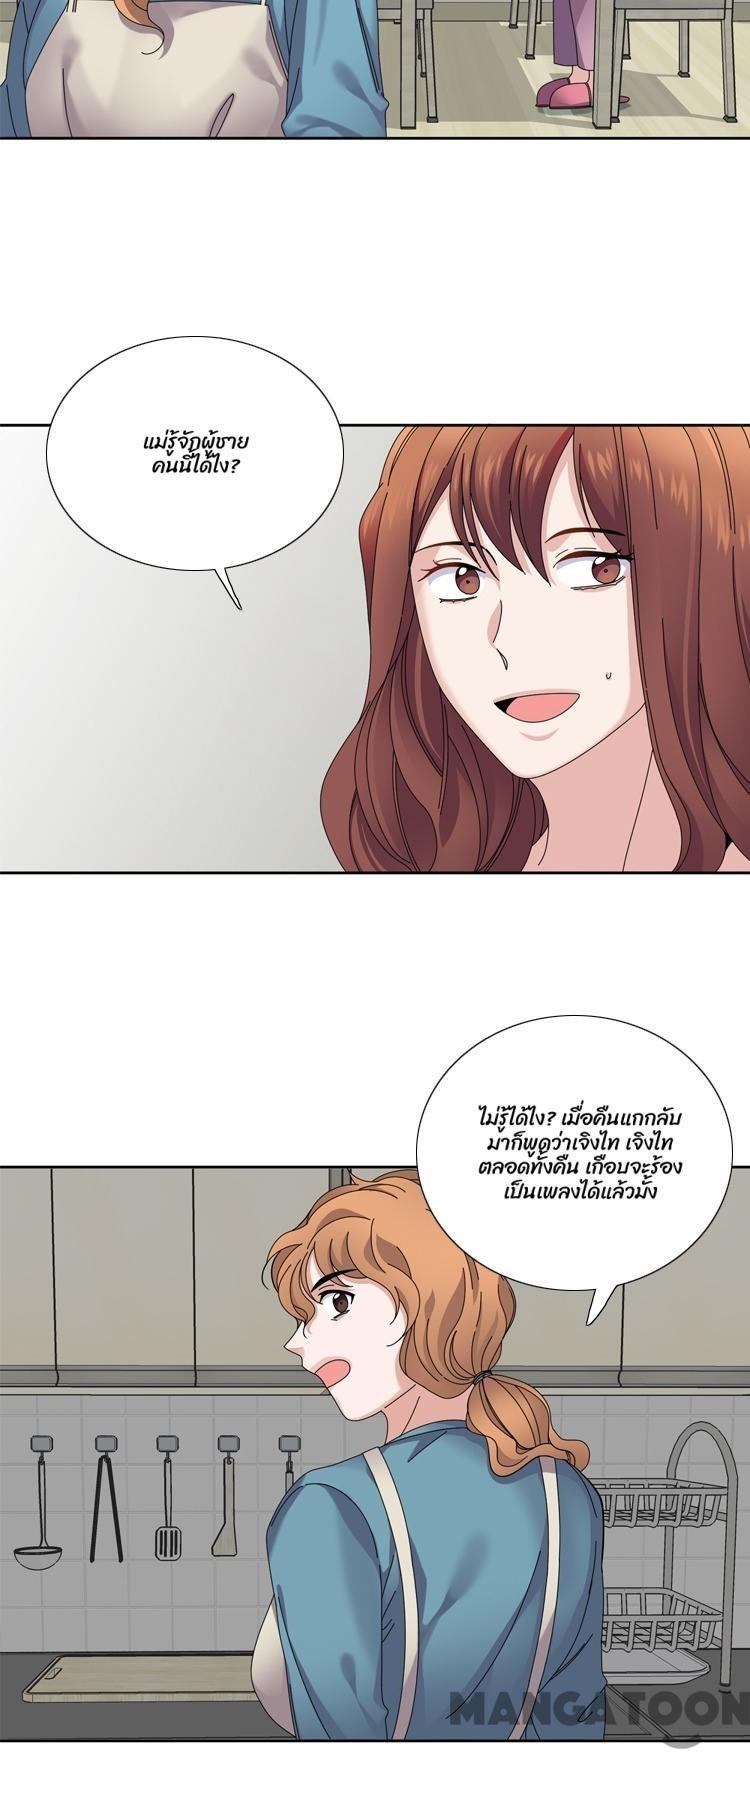 แม่รู้จักผู้ชาย
คนนี้ได้ไง?
ไม่รู้ได้ไง? เมื่อคืนแกกลับ
มาก็พูดว่าเจิงไท เจิงไท
ตลอดทั้งคืน เกือบจะร้อง
เป็นเพลงได้แล้วมั้ง
MANGATOON